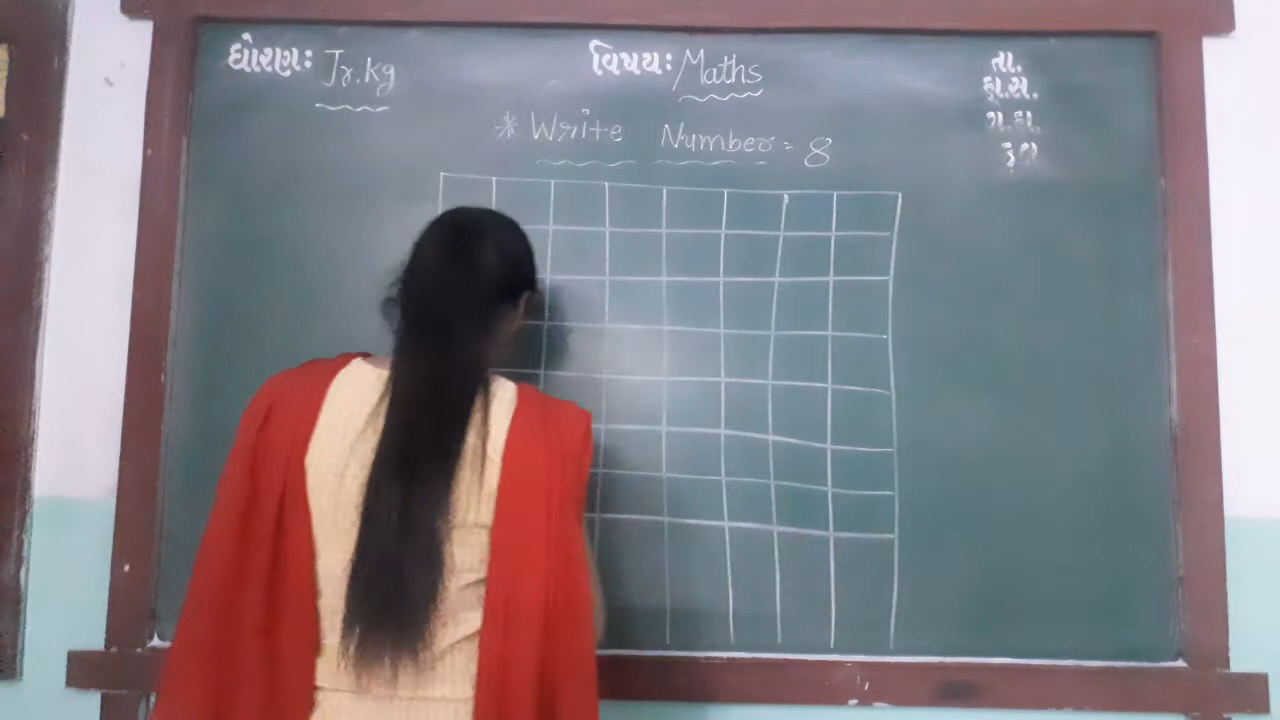 ધોરણ: Jr.kg
વિષય: Maths
તા.
હા.સ.
ગ.હા.
કુલ
* Write Number = 8